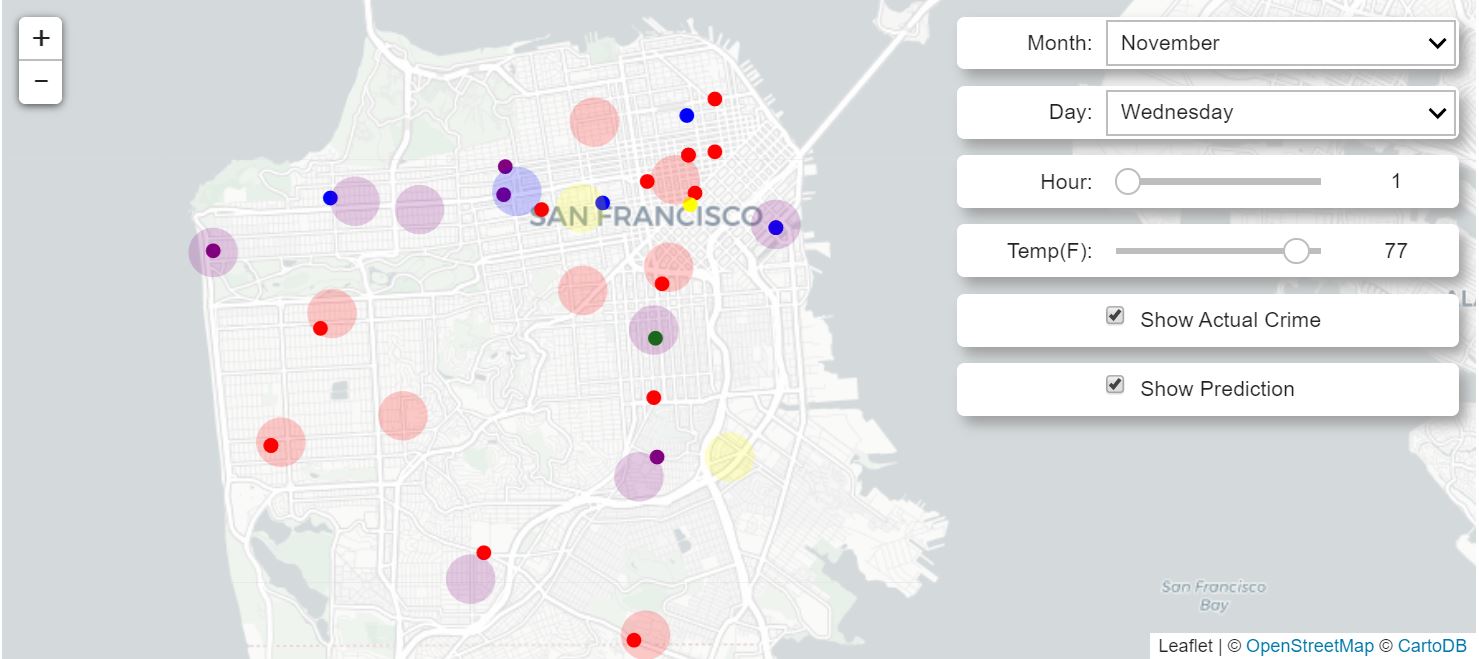 +
−
Month: November
Day: Wednesday
Hour: 1
Temp(F): 77
Show Actual Crime
Show Prediction
SAN FRANCISCO
San Francisco
Bay
Leaflet | © OpenStreetMap © CartoDB